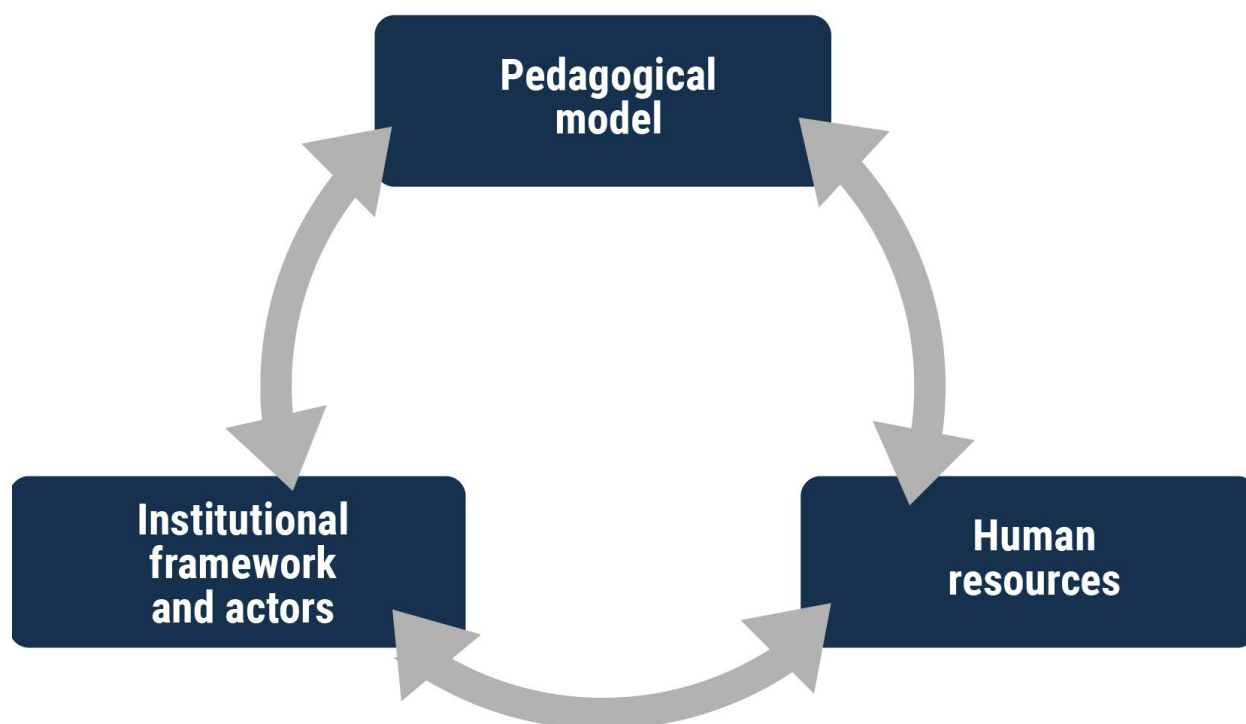 Pedagogical
model
Institutional
framework
and actors
Human
resources